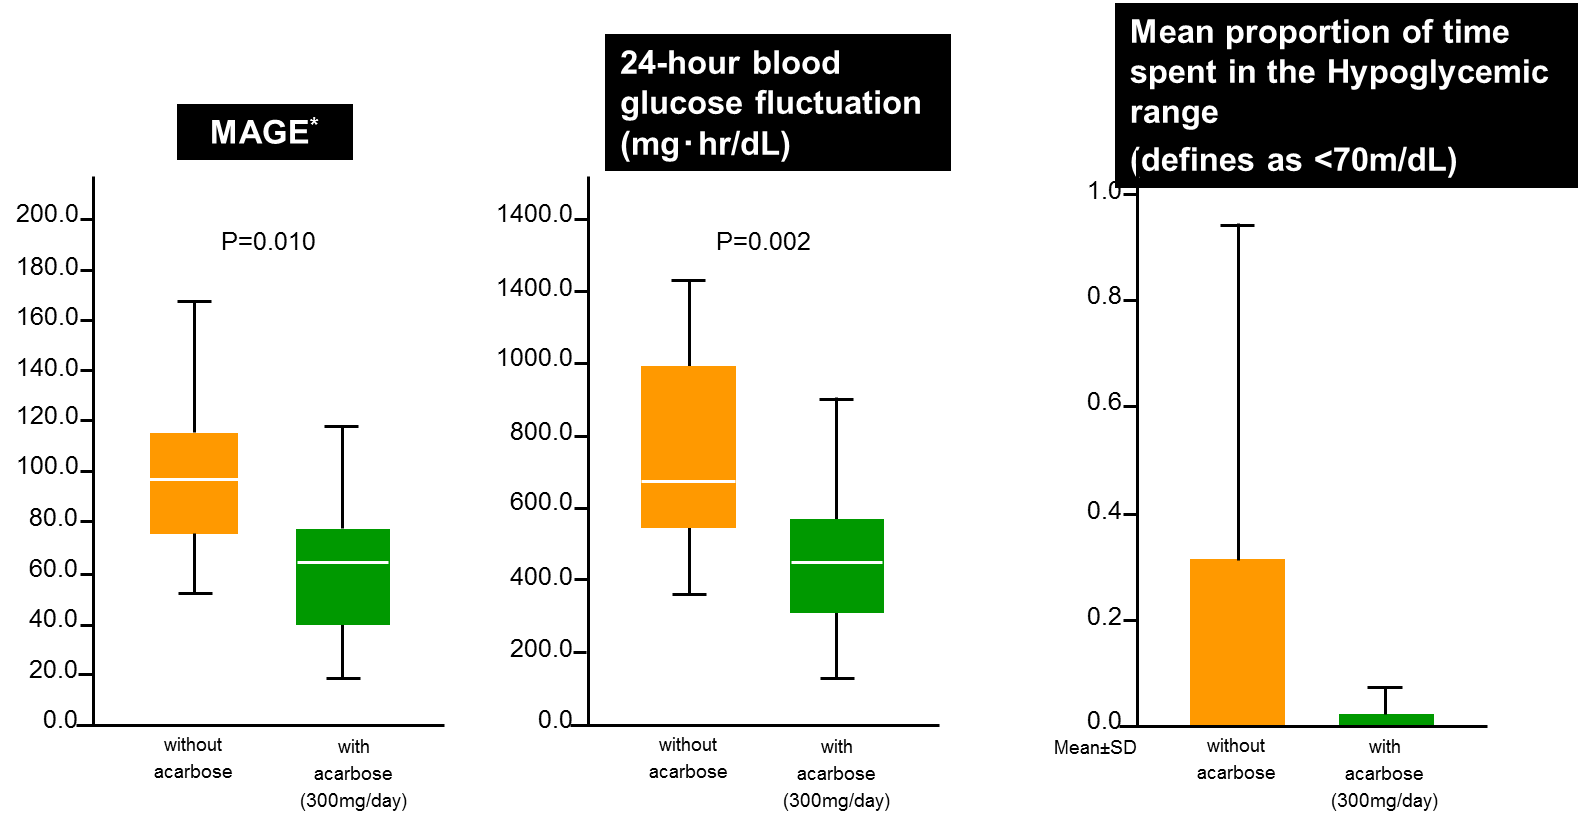 MAGE*
200.0
180.0
160.0
140.0
120.0
100.0
80.0
60.0
40.0
20.0
0.0
P=0.010
without
acarbose
with
acarbose
(300mg/day)
24-hour blood
glucose fluctuation
(mg･hr/dL)
1400.0
1400.0
1000.0
800.0
600.0
400.0
200.0
0.0
P=0.002
without
acarbose
with
acarbose
(300mg/day)
Mean proportion of time
spent in the Hypoglycemic
range
(defines as <70m/dL)
1.0
0.8
0.6
0.4
0.2
0.0
Mean±SD
without
acarbose
with
acarbose
(300mg/day)